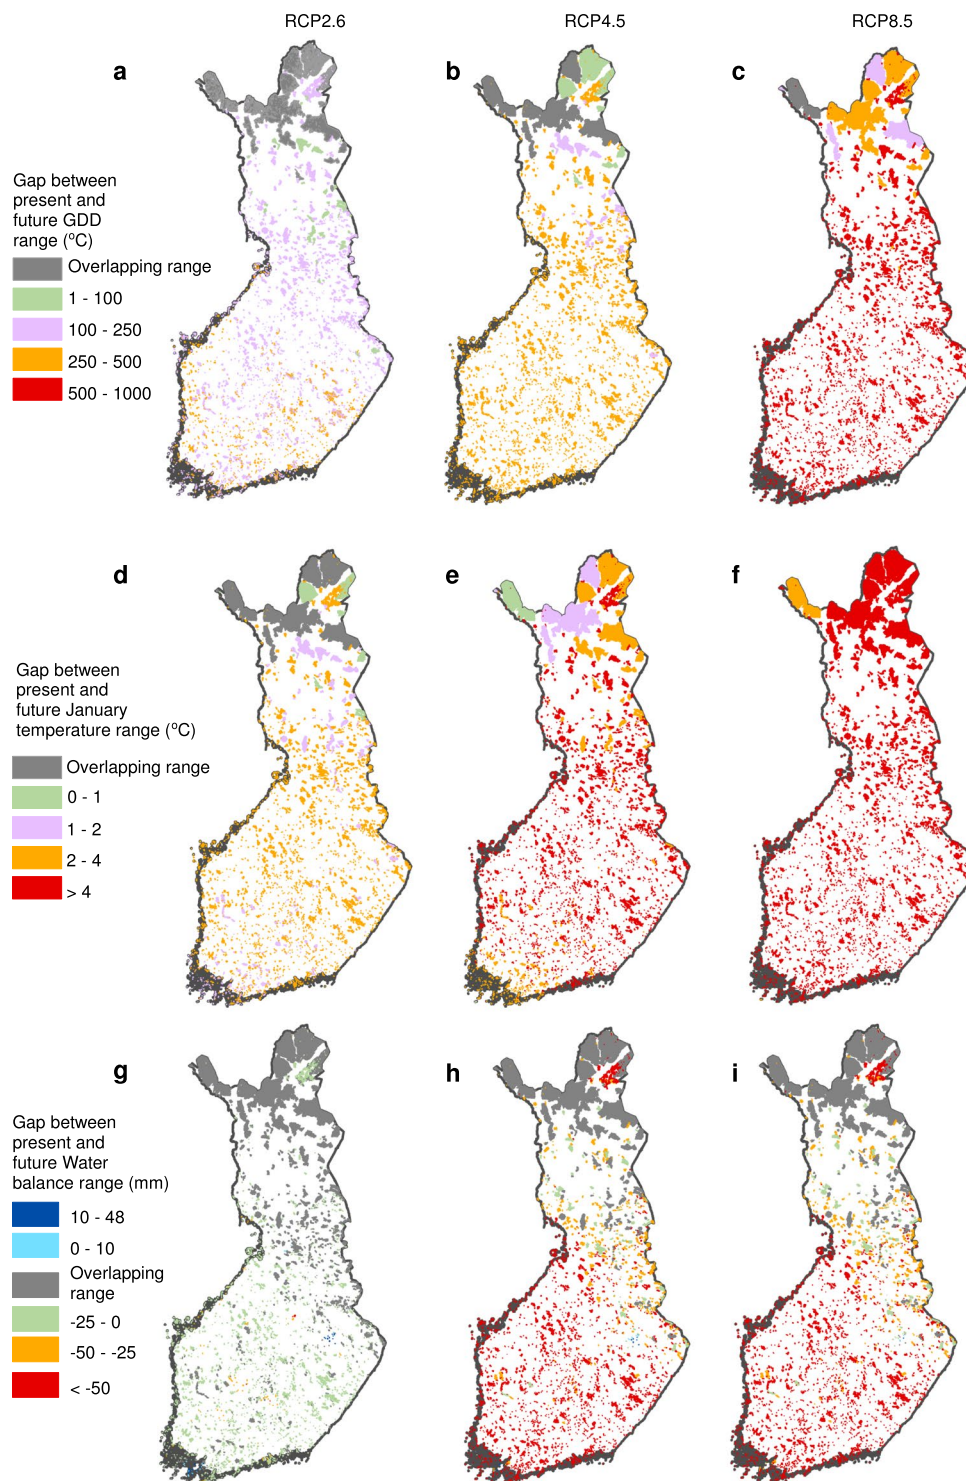 RCP2.6
RCP4.5
RCP8.5
a
b
c
Gap between
present and
future GDD
range (ºC)
Overlapping range
1 - 100
100 - 250
250 - 500
500 - 1000
d
e
f
Gap between
present and
future January
temperature range (ºC)
Overlapping range
0 - 1
1 - 2
2 - 4
> 4
g
h
i
Gap between
present and
future Water
balance range (mm)
10 - 48
0 - 10
Overlapping
range
-25 - 0
-50 - -25
< -50